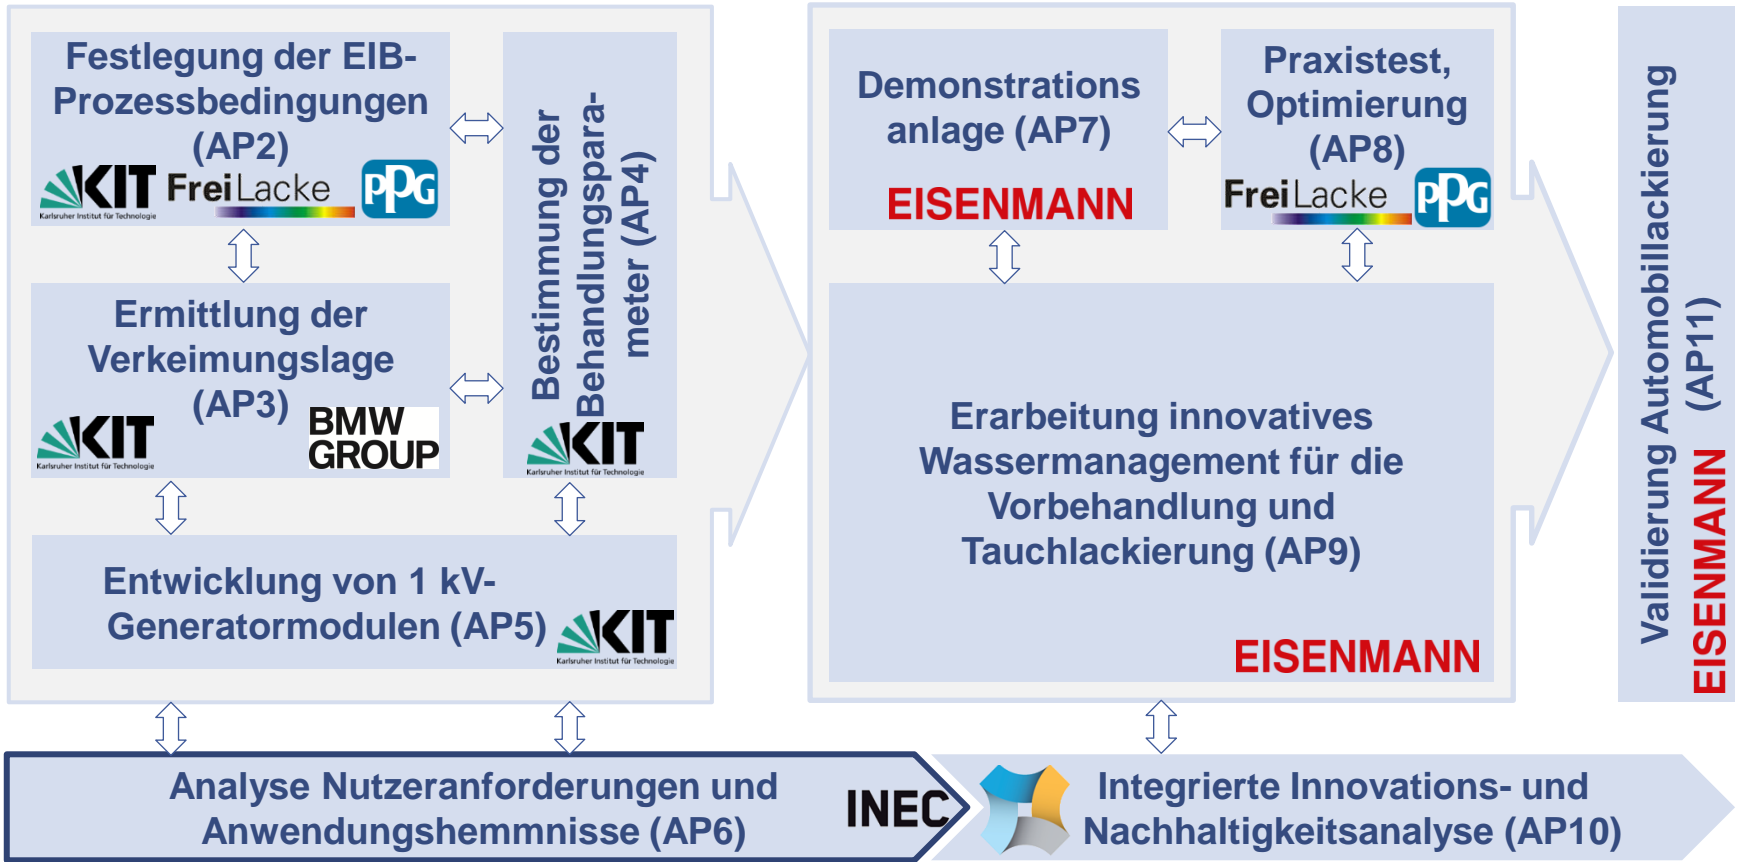 Festlegung der EIB-
Prozessbedingungen
(AP2)
KIT
Karlsruher Institut für Technologie
FreiLacke
PPG
Ermittlung der
Verkeimungslage
(AP3)
KIT
Karlsruher Institut für Technologie
BMW
GROUP
Bestimmung der
Behandlungspara-
meter (AP4)
KIT
Karlsruher Institut für Technologie
Entwicklung von 1 kV-
Generatormodulen (AP5)
KIT
Karlsruher Institut für Technologie
Demonstrations
anlage (AP7)
EISENMANN
Praxistest,
Optimierung
(AP8)
FreiLacke
PPG
Erarbeitung innovatives
Wassermanagement für die
Vorbehandlung und
Tauchlackierung (AP9)
EISENMANN
Validierung Automobillackierung
(AP11)
EISENMANN
Analyse Nutzeranforderungen und
Anwendungshemmnisse (AP6)
INEC
Integrierte Innovations- und
Nachhaltigkeitsanalyse (AP10)